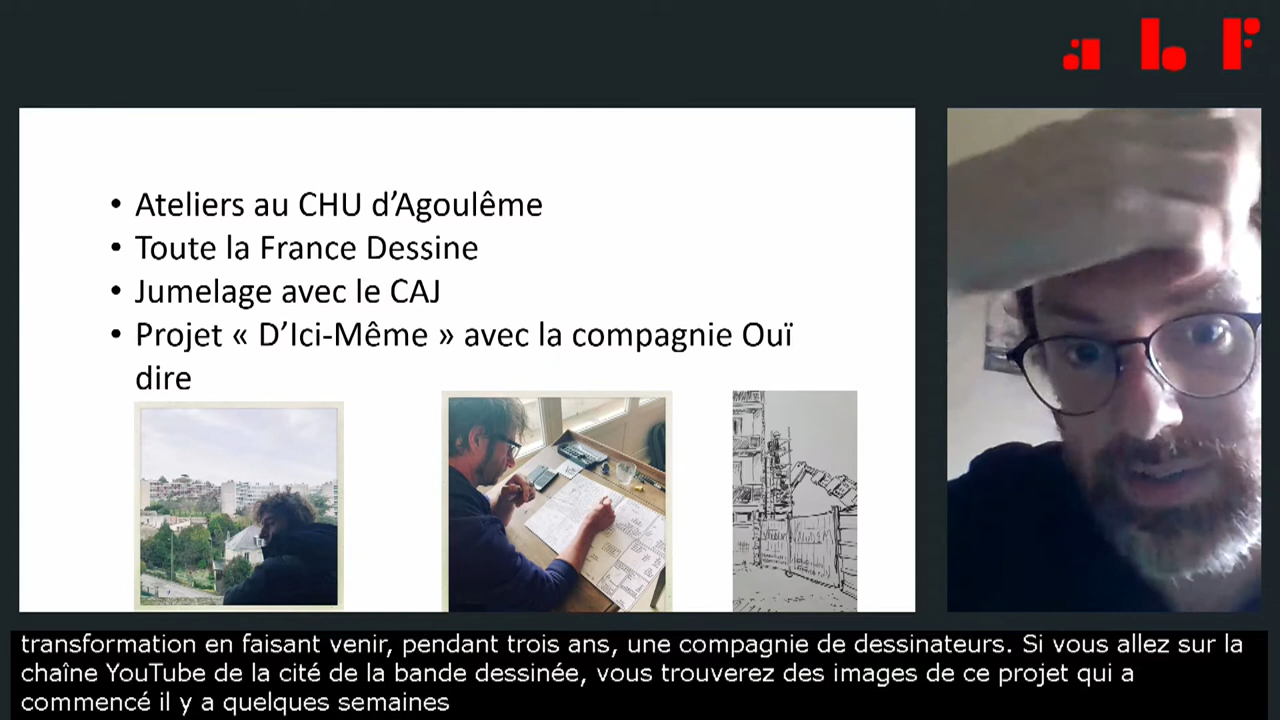 abf
• Ateliers au CHU d’Agoulême
• Toute la France Dessine
• Jumelage avec le CAJ
• Projet « D’Ici-Même » avec la compagnie Ouï
dire
transformation en faisant venir, pendant trois ans, une compagnie de dessinateurs. Si vous allez sur la
chaîne YouTube de la cité de la bande dessinée, vous trouverez des images de ce projet qui a
commencé il y a quelques semaines